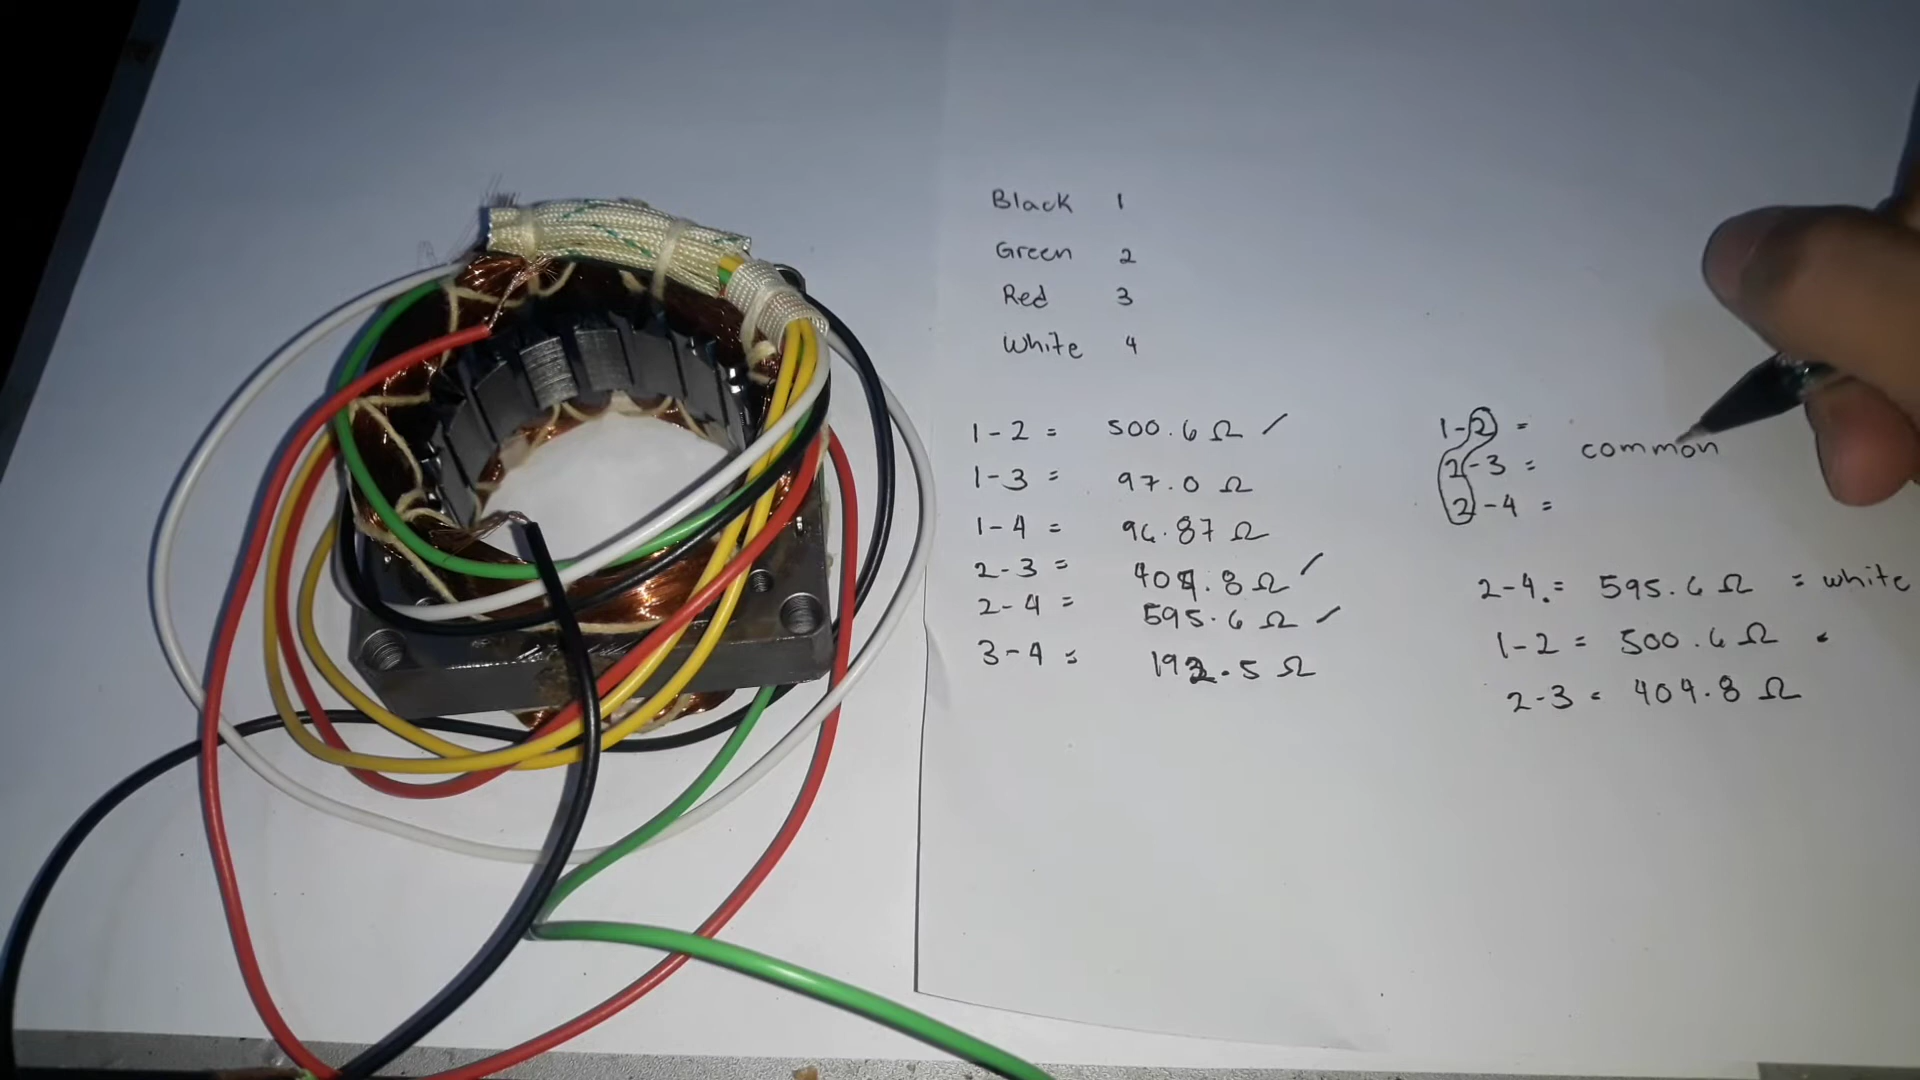 Black 1
Green 2
Red 3
White 4
1-2 = 500.6 Ω ✓
1-3 = 97.0 Ω
1-4 = 96.87 Ω
2-3 = 404.8 Ω ✓
2-4 = 595.6 Ω ✓
3-4 = 192.5 Ω
1-2 =
2-3 =
2-4 =
common
2-4. = 595.6 Ω = white
1-2 = 500.6 Ω
2-3 = 404.8 Ω